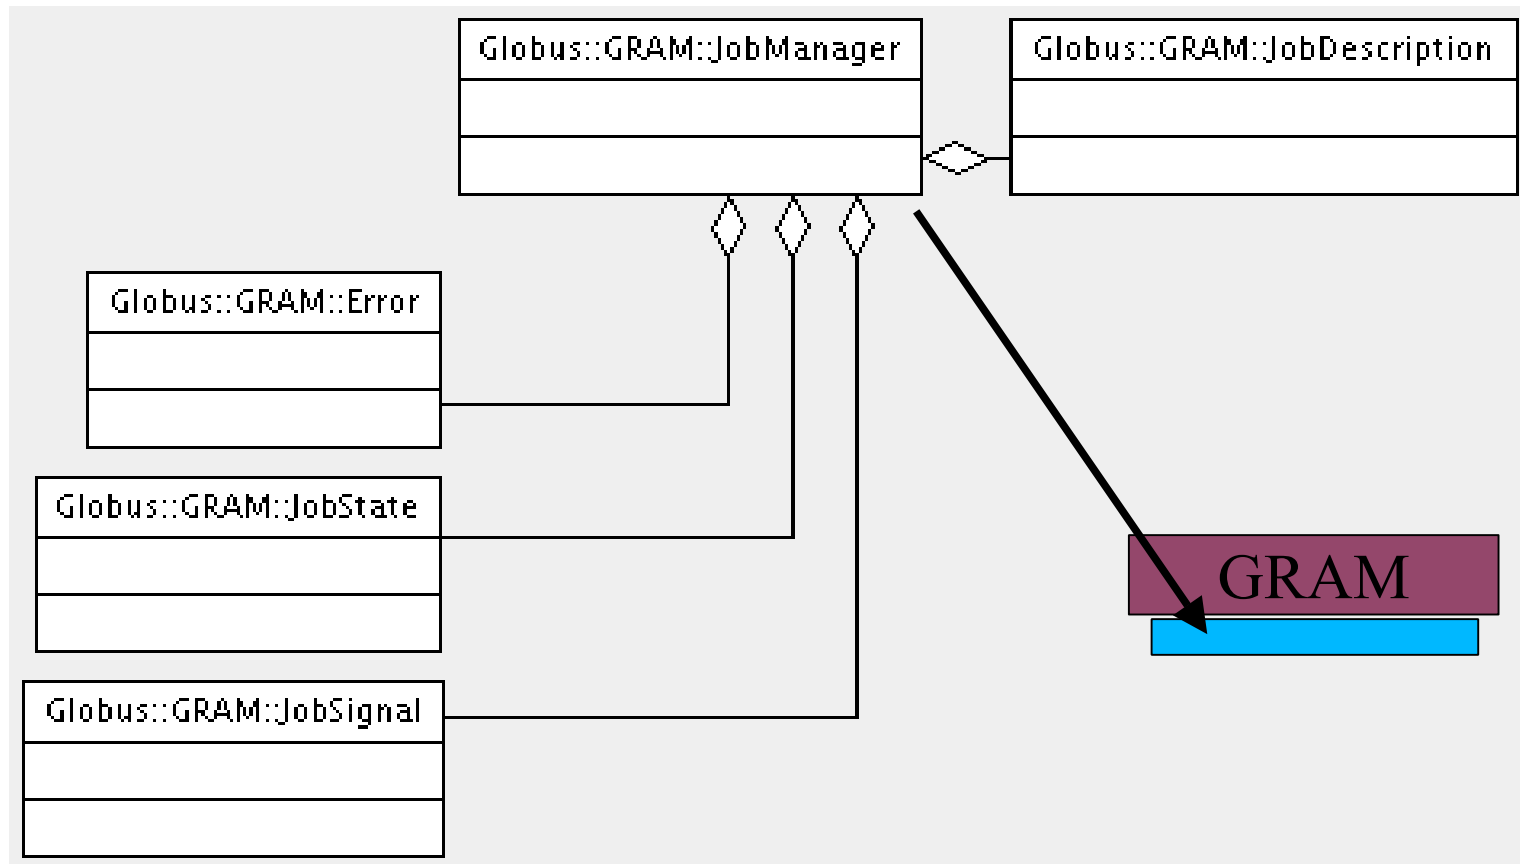 Globus::GRAM::JobManager
Globus::GRAM::JobDescription
Globus::GRAM::Error
Globus::GRAM::JobState
GRAM
Globus::GRAM::JobSignal